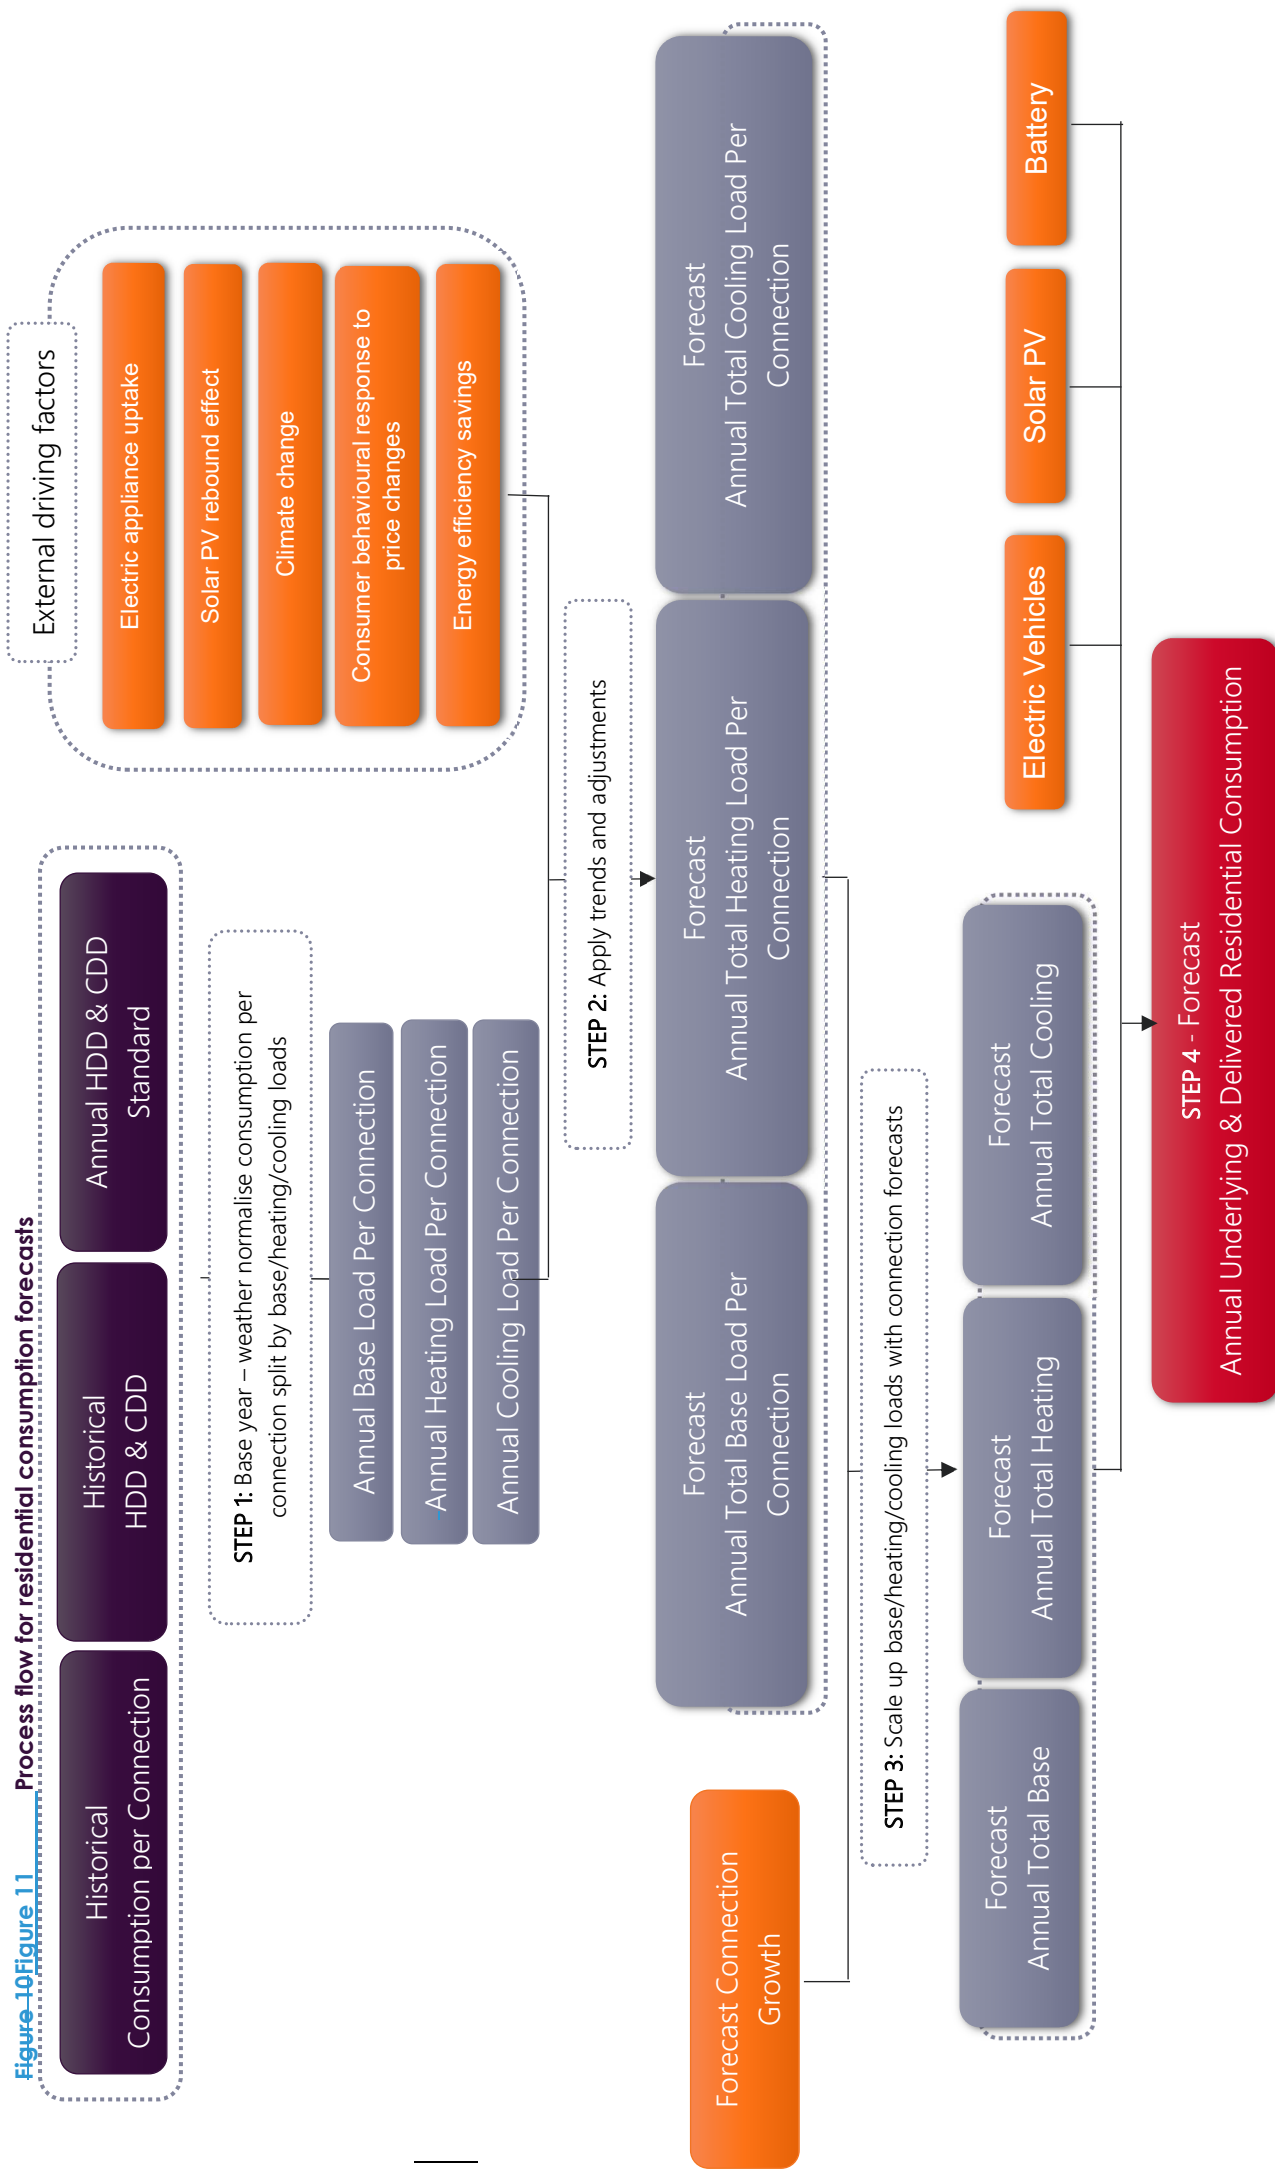 Figure 10Figure 11 Process flow for residential consumption forecasts
Historical
Consumption per Connection
Historical
HDD & CDD
Annual HDD & CDD
Standard
External driving factors
Electric appliance uptake
Solar PV rebound effect
Climate change
Consumer behavioural response to
price changes
Energy efficiency savings
STEP 1: Base year – weather normalise consumption per
connection split by base/heating/cooling loads
Annual Base Load Per Connection
Annual Heating Load Per Connection
Annual Cooling Load Per Connection
STEP 2: Apply trends and adjustments
Forecast Connection
Growth
Forecast
Annual Total Base Load Per
Connection
Forecast
Annual Total Heating Load Per
Connection
Forecast
Annual Total Cooling Load Per
Connection
STEP 3: Scale up base/heating/cooling loads with connection forecasts
Forecast
Annual Total Base
Forecast
Annual Total Heating
Forecast
Annual Total Cooling
Electric Vehicles
Solar PV
Battery
STEP 4 - Forecast
Annual Underlying & Delivered Residential Consumption